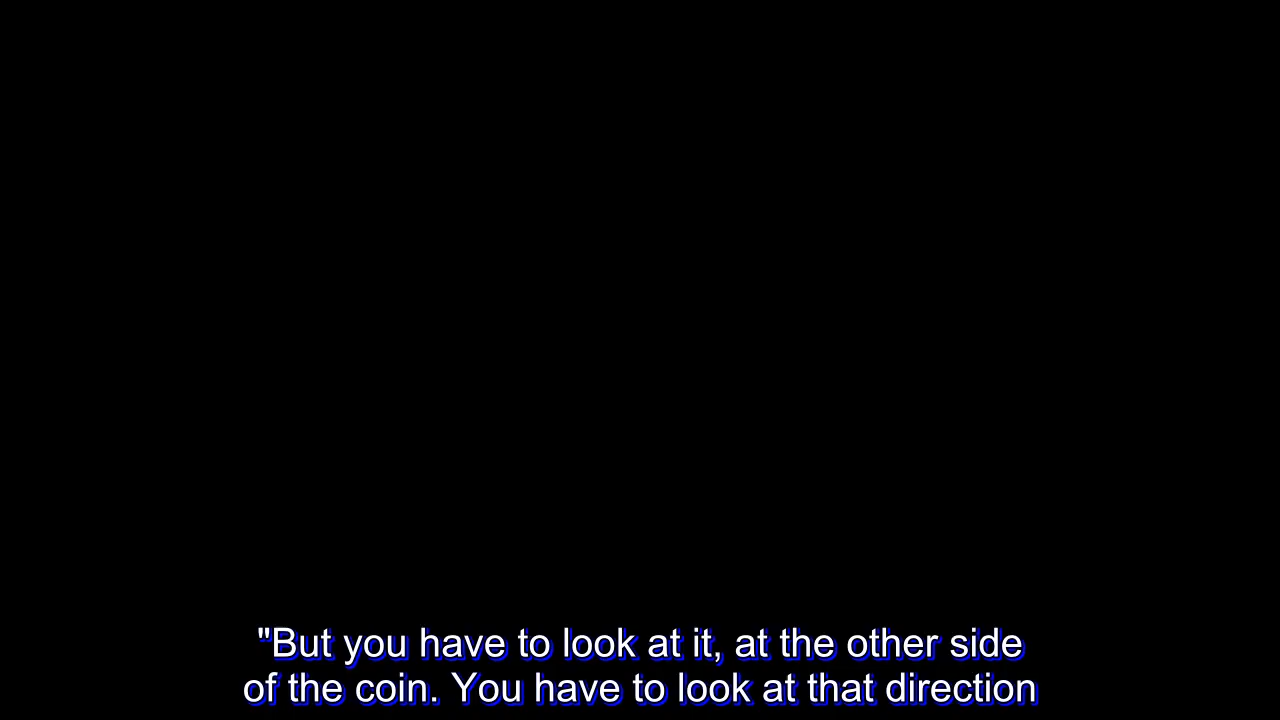 "But you have to look at it, at the other side
of the coin. You have to look at that direction